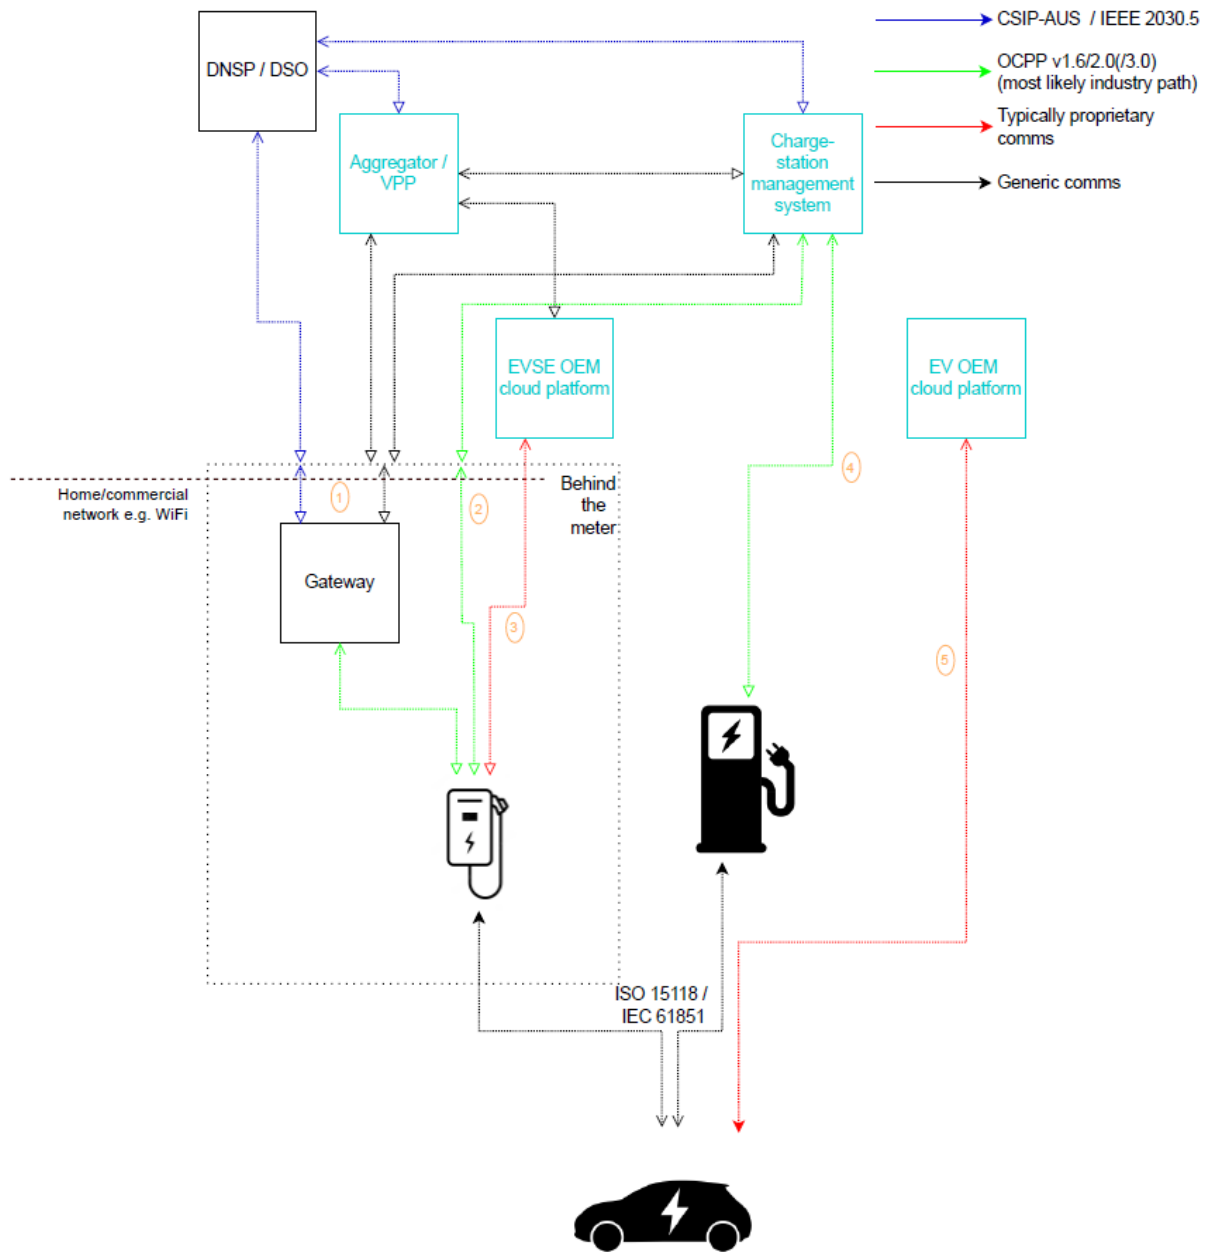 CSIP-AUS / IEEE 2030.5
DNSP / DSO
OCPP v1.6/2.0(/3.0)
(most likely industry path)
Typically proprietary
comms
Aggregator /
VPP
Charge-
station
management
system
Generic comms
EVSE OEM
cloud platform
EV OEM
cloud platform
4
Home/commercial
network e.g. WiFi
1
2
Behind
the
meter
Gateway
3
5
ISO 15118 /
IEC 61851